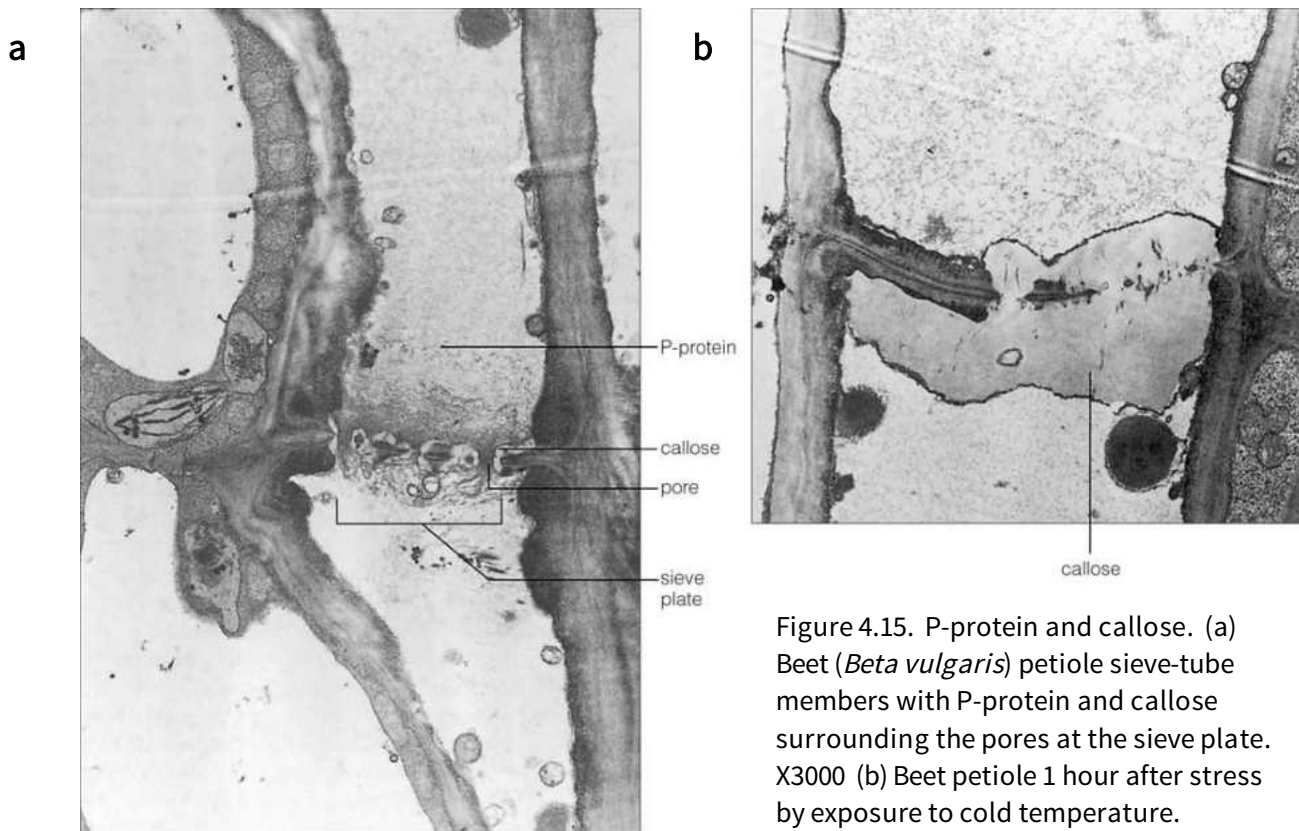 a
b
P-protein
callose
pore
sieve
plate
callose
Figure 4.15. P-protein and callose. (a)
Beet (Beta vulgaris) petiole sieve-tube
members with P-protein and callose
surrounding the pores at the sieve plate.
X3000 (b) Beet petiole 1 hour after stress
by exposure to cold temperature.